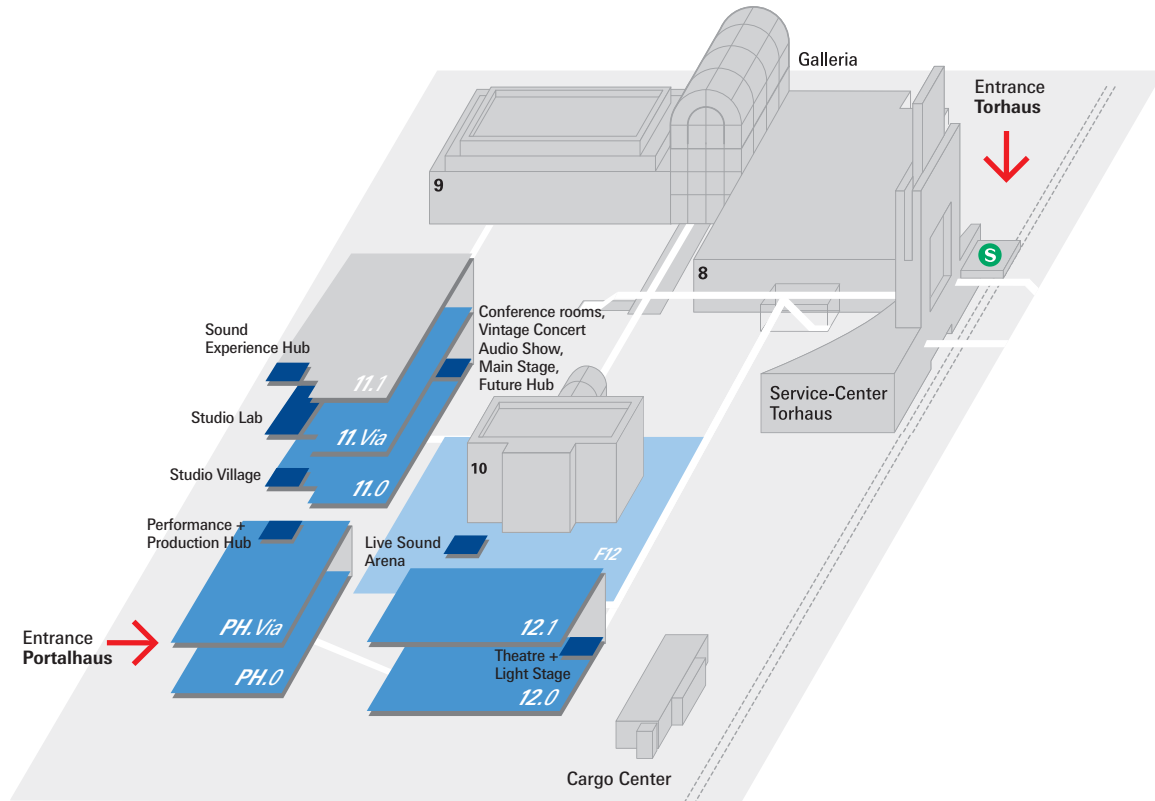 Galleria
Entrance
Torhaus
9
S
8
Conference rooms,
Vintage Concert
Audio Show,
Main Stage,
Future Hub
Sound
Experience Hub
11.1
Service-Center
Torhaus
Studio Lab
11.Via
10
Studio Village
11.0
Performance +
Production Hub
Live Sound
Arena
F12
Entrance
Portalhaus
PH.Via
12.1
Theatre +
Light Stage
PH.0
12.0
Cargo Center